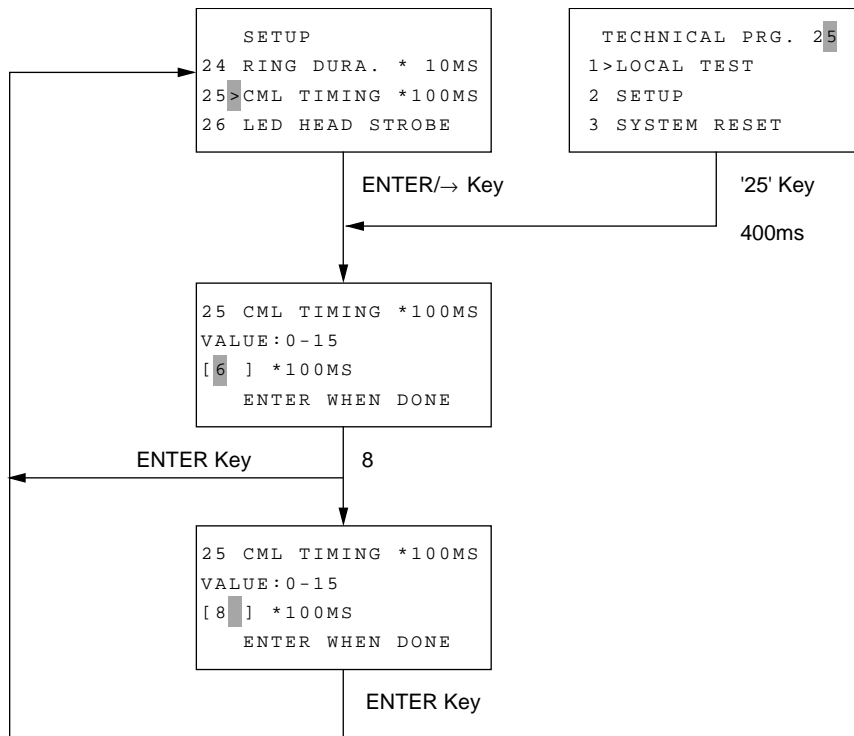 SETUP
24 RING DURA. * 10MS
25>CML TIMING *100MS
26 LED HEAD STROBE
TECHNICAL PRG. 25
1>LOCAL TEST
2 SETUP
3 SYSTEM RESET
ENTER/→ Key
'25' Key
400ms
25 CML TIMING *100MS
VALUE:0-15
[6 ] *100MS
ENTER WHEN DONE
ENTER Key
8
25 CML TIMING *100MS
VALUE:0-15
[8 ] *100MS
ENTER WHEN DONE
ENTER Key